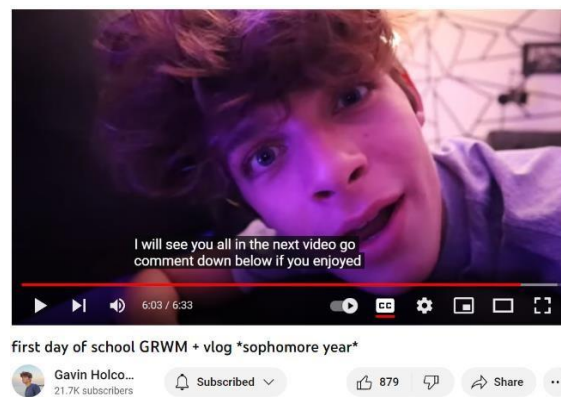 I will see you all in the next video go
comment down below if you enjoyed
6:03 / 6:33
CC
first day of school GRWM + vlog *sophomore year*
Gavin Holco...
21.7K subscribers
Subscribed
879
Share